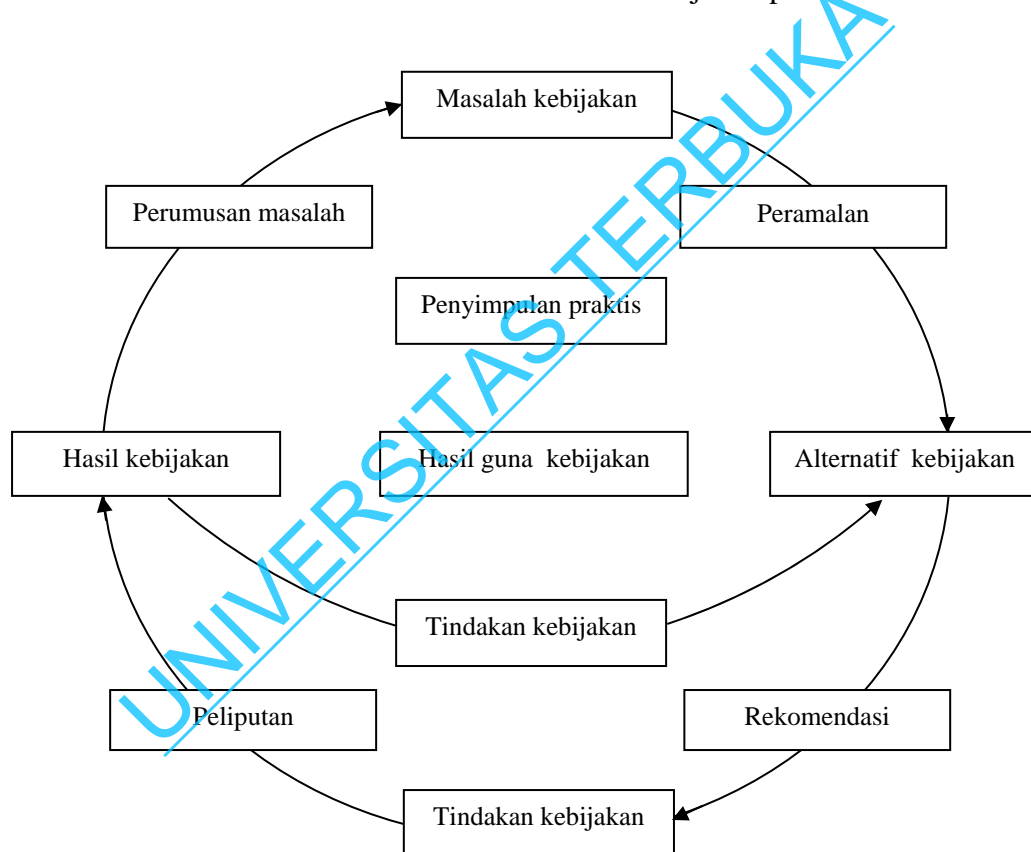 Masalah kebijakan
Perumusan masalah
Peramalan
Penyimpulan praktis
Hasil kebijakan
Hasil guna kebijakan
Alternatif kebijakan
Tindakan kebijakan
Peliputan
Rekomendasi
Tindakan kebijakan
UNIVERSITAS TERBUKA